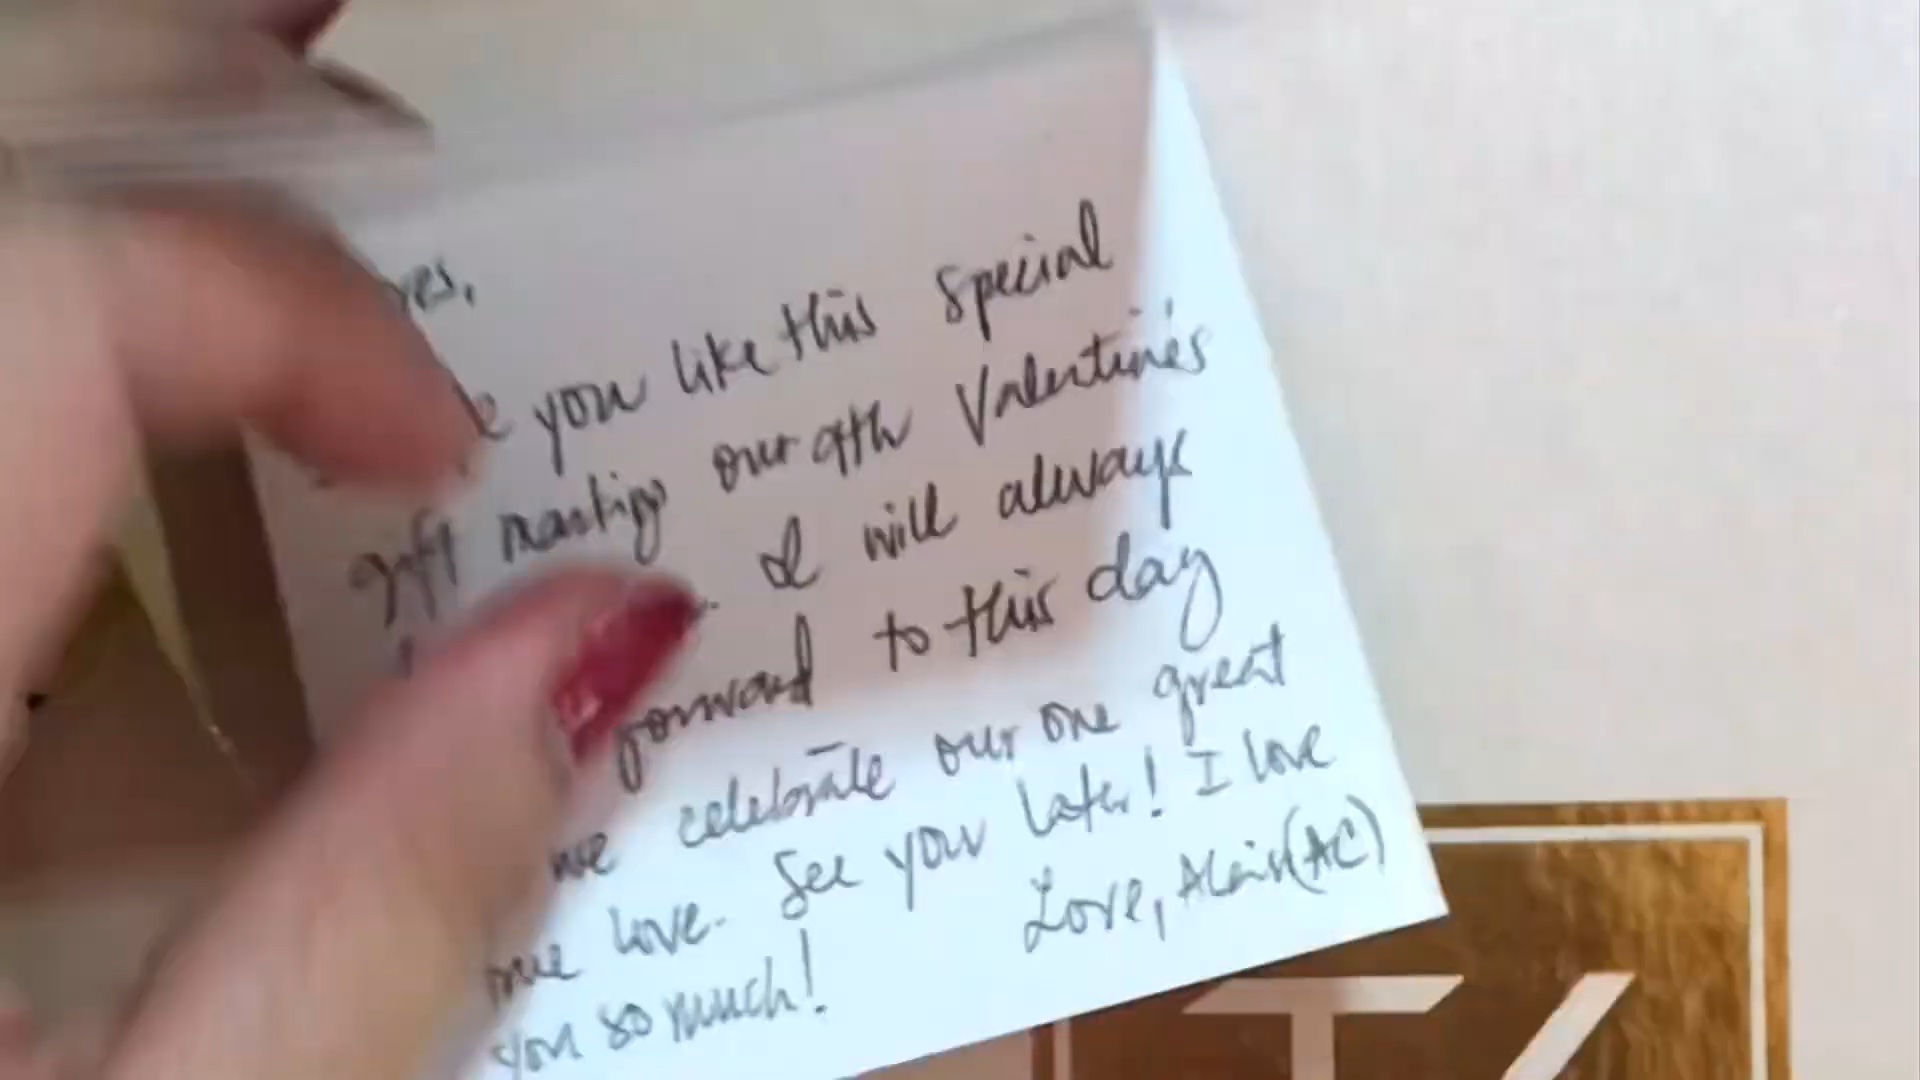 you like this special
gift marking our 9th Valentine's
I will always
forward to this day
we celebrate our one great
true love. See you later! I love
you so much!
Love, Alain (AC)